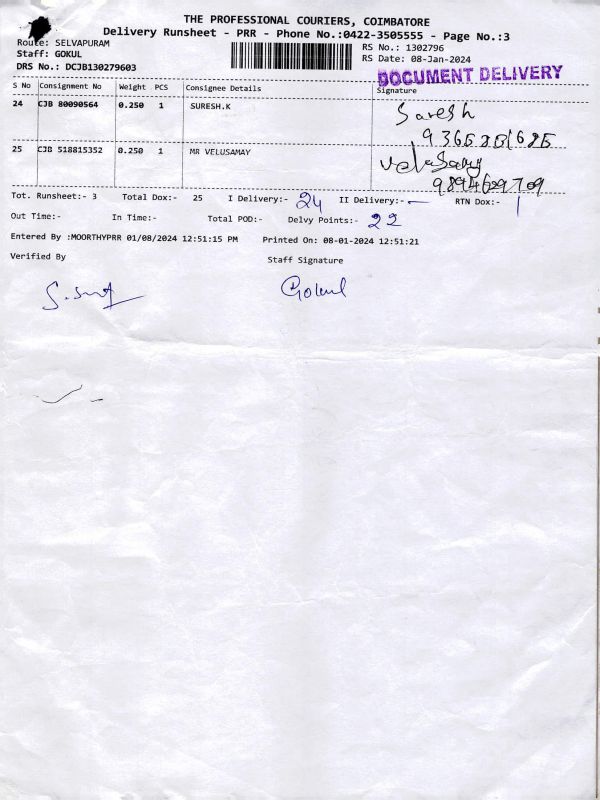 THE PROFESSIONAL COURIERS, COIMBATORE
Delivery Runsheet - PRR - Phone No.:0422-3505555 - Page No.:3
Route: SELVAPURAM
RS No.: 1302796
Staff: GOKUL
RS Date: 08-Jan-2024
DRS No.: DCJB130279603
DOCUMENT DELIVERY
S No Consignment No Weight PCS Consignee Details Signature
24 CJB 80090564 0.250 1 SURESH.K
Suresh
25 CJB 518815352 0.250 1 MR VELUSAMAY
Velusamy
9894629709
Tot. Runsheet:- 3 Total Dox:- 25 I Delivery:- 24 II Delivery:- — RTN Dox:- 1
Out Time:- In Time:- Total POD:- Delvy Points:- 22
Entered By :MOORTHYPRR 01/08/2024 12:51:15 PM Printed On: 08-01-2024 12:51:21
Verified By Staff Signature
Gokul